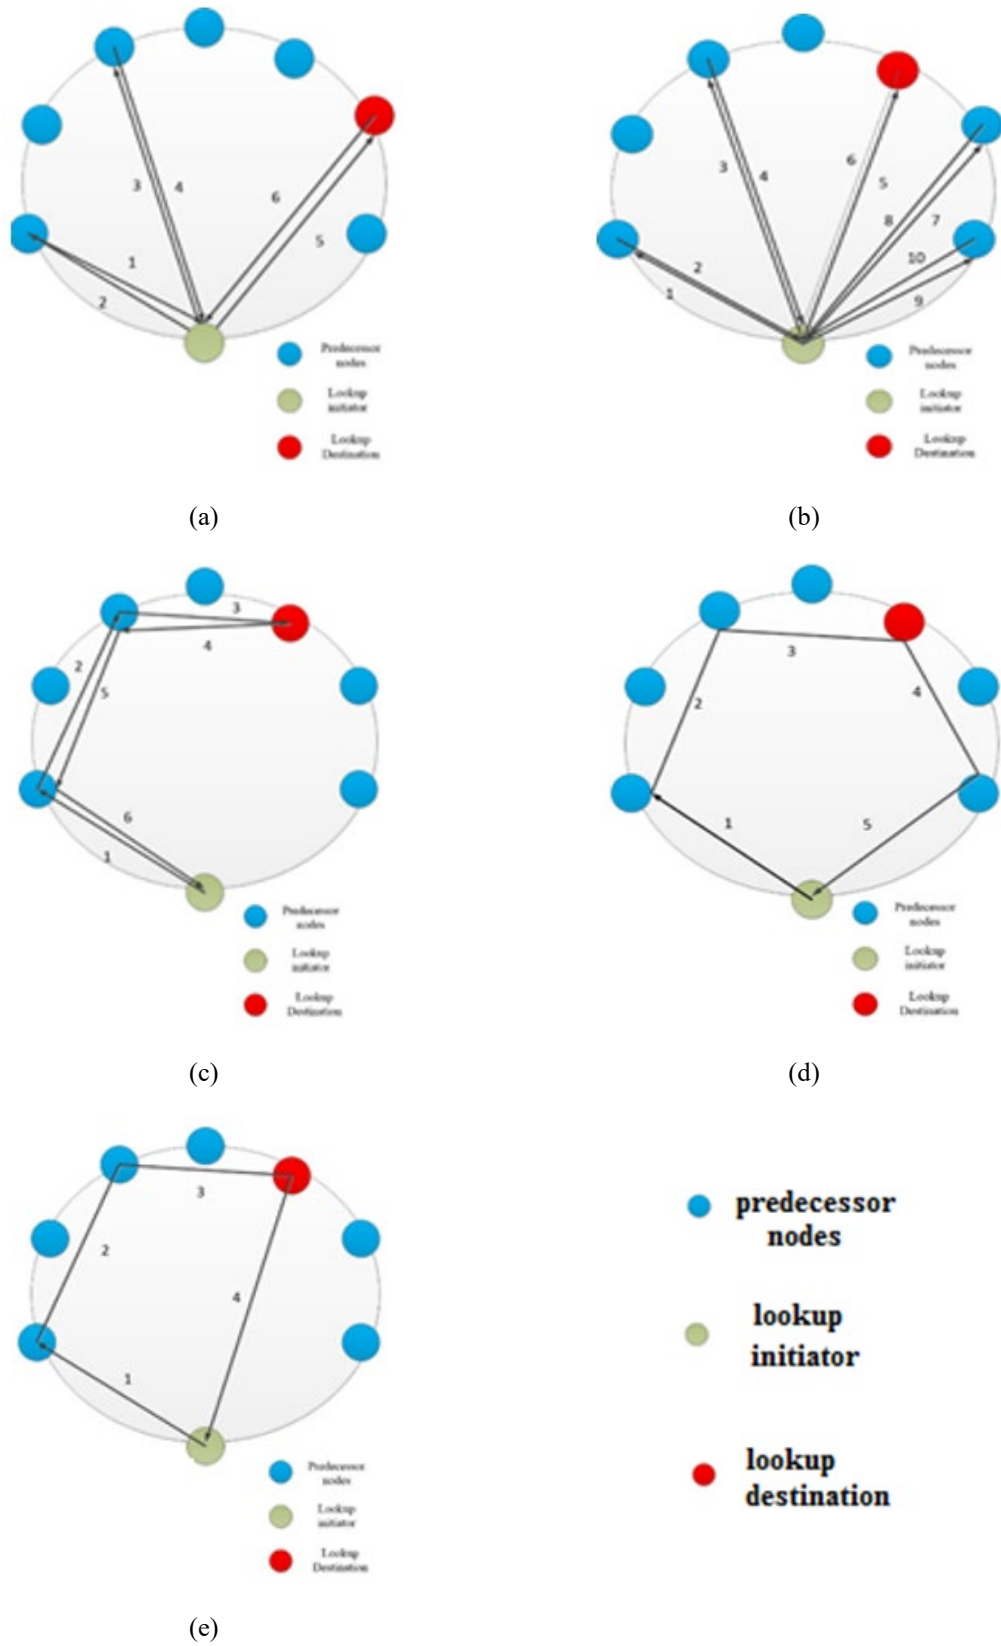 3
4
6
5
1
2
Predecessor
nodes
Lookup
initiator
Lookup
Destination
(a)
3
4
6
5
8
7
2
1
10
9
Predecessor
nodes
Lookup
initiator
Lookup
Destination
(b)
3
4
2
5
6
1
Predecessor
nodes
Lookup
initiator
Lookup
Destination
(c)
3
2
4
1
5
Predecessor
nodes
Lookup
initiator
Lookup
Destination
(d)
3
2
4
1
Predecessor
nodes
Lookup
initiator
Lookup
Destination
(e)
predecessor
nodes
lookup
initiator
lookup
destination